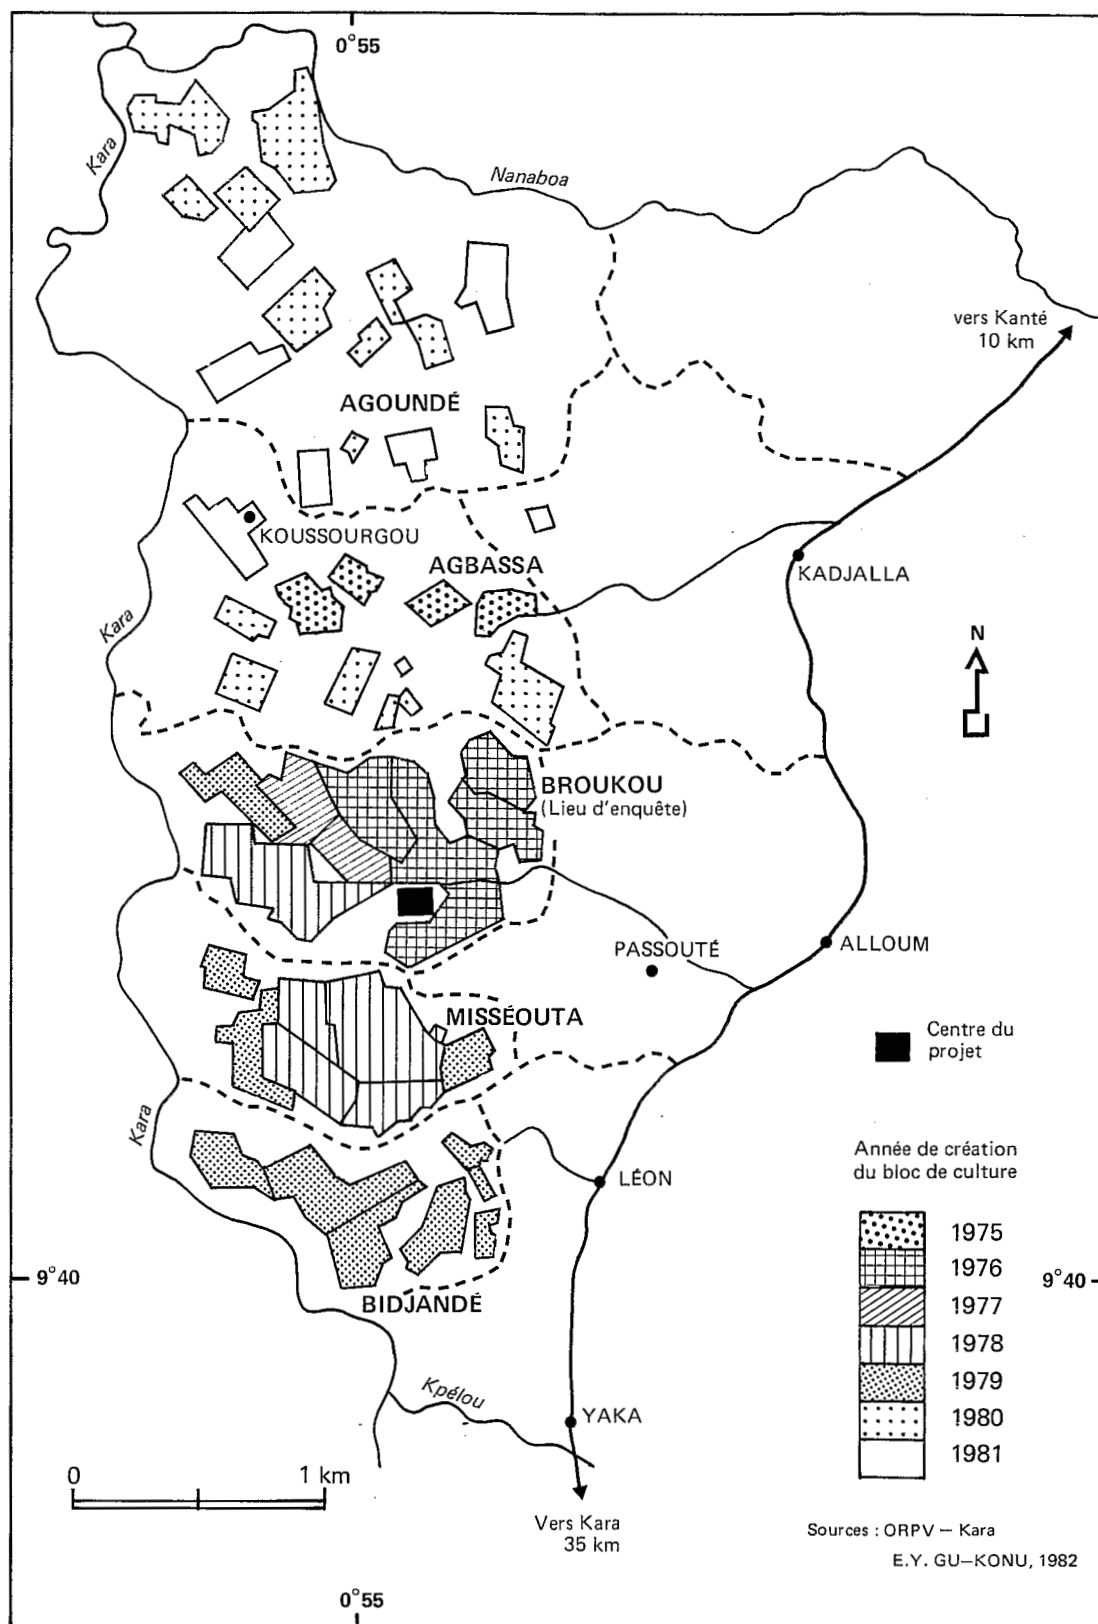 0°55
Kara
Nanaboa
vers Kanté
10 km
AGOUNDÉ
KOUSSOURGOU
AGBASSA
KADJALLA
Kara
N
BROUKOU
(Lieu d'enquête)
PASSOUTÉ
ALLOUM
MISSÉOUTA
Centre du
projet
Kara
Année de création
du bloc de culture
LÉON
1975
1976
1977
1978
1979
1980
1981
9°40
9°40
BIDJANDÉ
Kpélou
YAKA
0
1 km
Vers Kara
35 km
Sources : ORPV – Kara
E.Y. GU–KONU, 1982
0°55